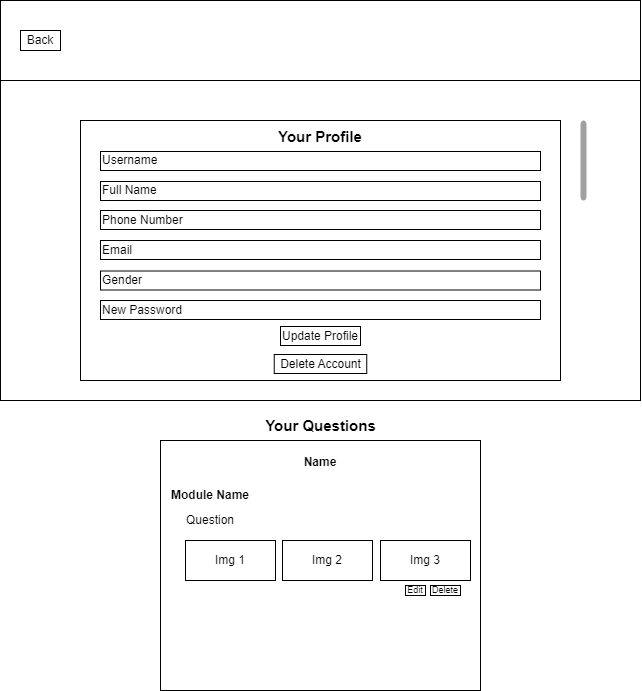 Back
Your Profile
Username
Full Name
Phone Number
Email
Gender
New Password
Update Profile
Delete Account
Your Questions
Name
Module Name
Question
Img 1 Img 2 Img 3
Edit Delete